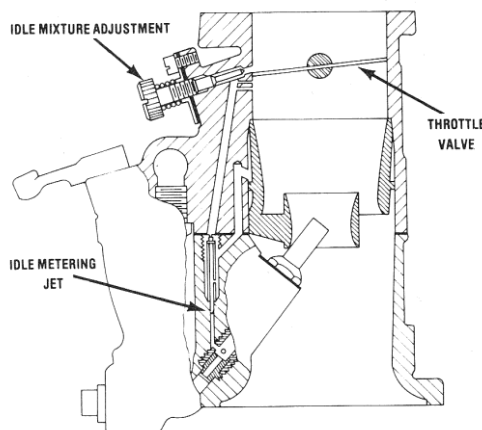 IDLE MIXTURE ADJUSTMENT
THROTTLE
VALVE
IDLE METERING
JET